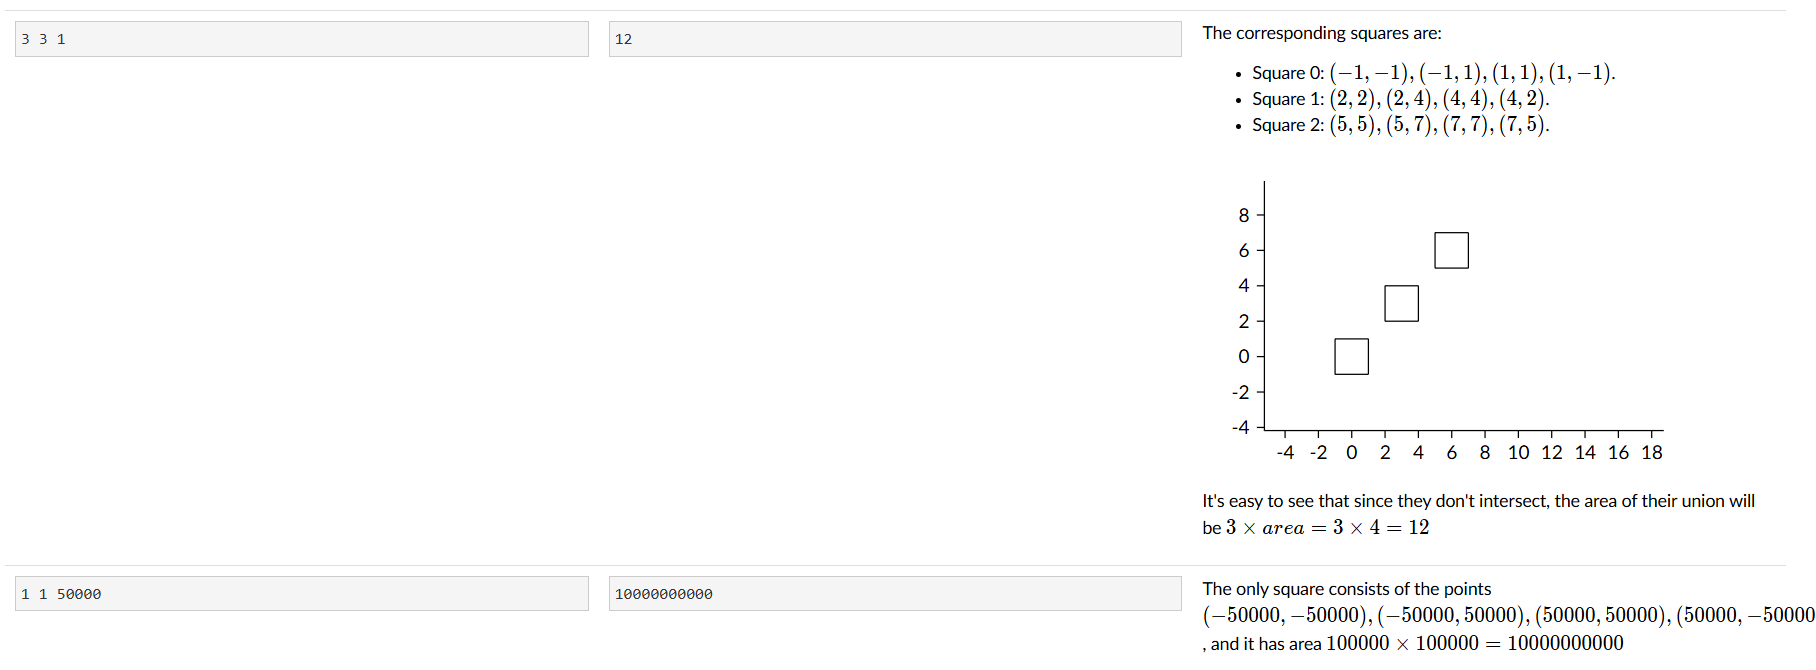 3 3 1
12
The corresponding squares are:
• Square 0: (−1, −1), (−1, 1), (1, 1), (1, −1).
• Square 1: (2, 2), (2, 4), (4, 4), (4, 2).
• Square 2: (5, 5), (5, 7), (7, 7), (7, 5).
8
6
4
2
0
-2
-4
-4 -2 0 2 4 6 8 10 12 14 16 18
It's easy to see that since they don't intersect, the area of their union will
be 3 × area = 3 × 4 = 12
1 1 50000
10000000000
The only square consists of the points
(−50000, −50000), (−50000, 50000), (50000, 50000), (50000, −50000
, and it has area 100000 × 100000 = 10000000000